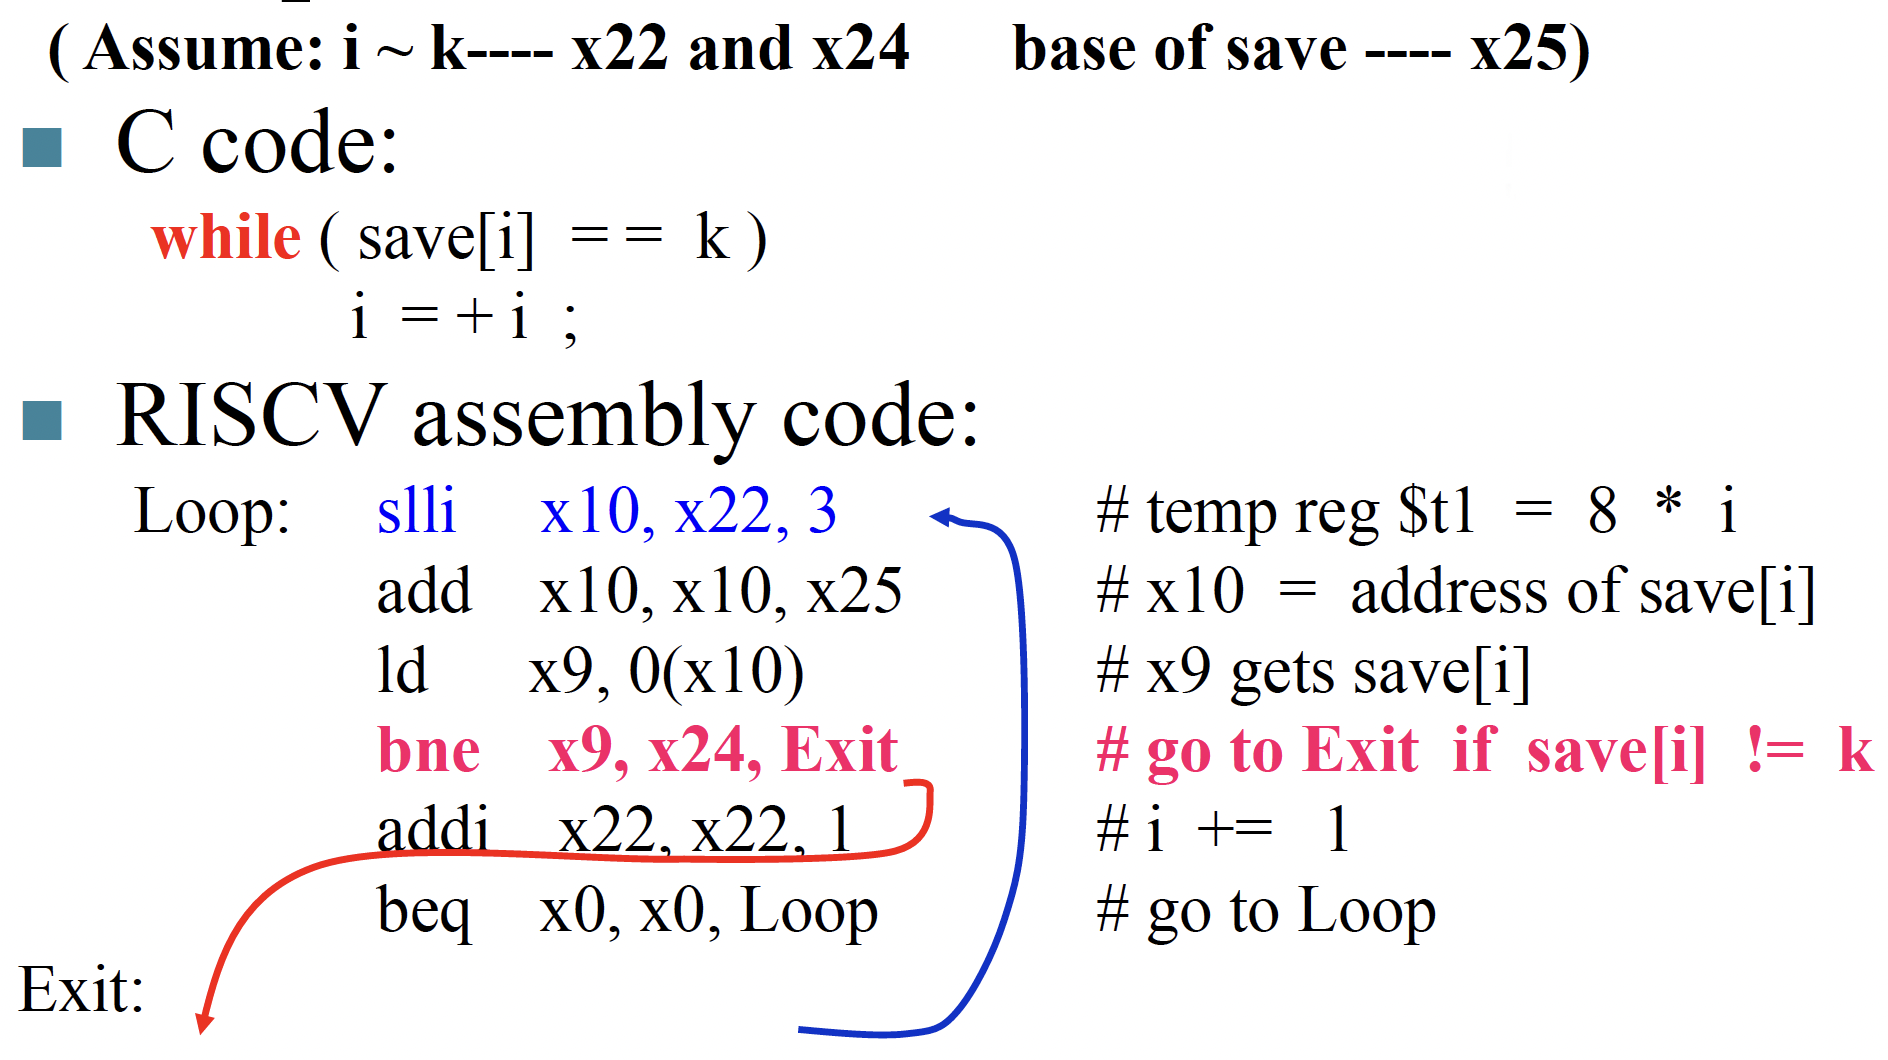 ( Assume: i ~ k---- x22 and x24 base of save ---- x25)
C code:
while ( save[i] = = k )
i = + i ;
RISCV assembly code:
Loop: slli x10, x22, 3 # temp reg $t1 = 8 * i
add x10, x10, x25 # x10 = address of save[i]
ld x9, 0(x10) # x9 gets save[i]
bne x9, x24, Exit # go to Exit if save[i] != k
addi x22, x22, 1 # i += 1
beq x0, x0, Loop # go to Loop
Exit: